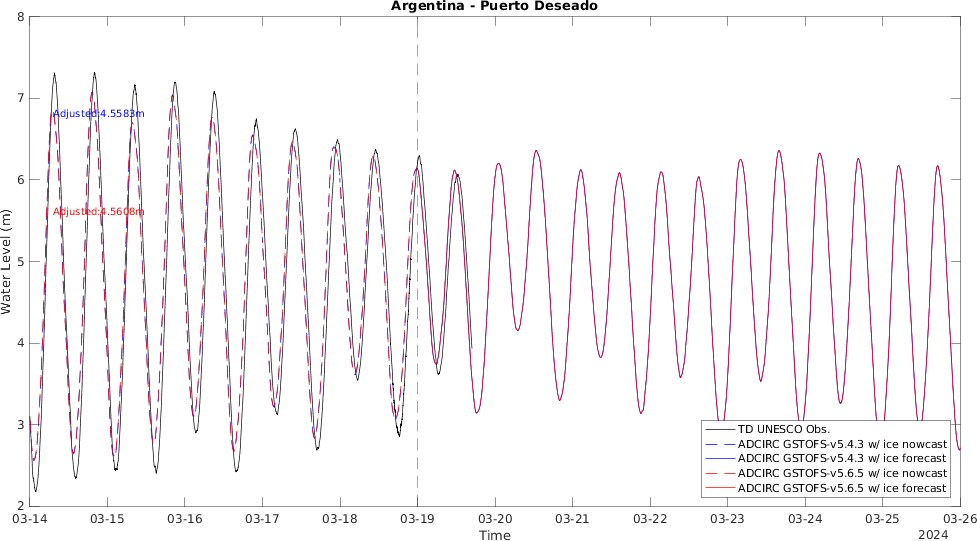 Argentina - Puerto Deseado
8
7
6
5
4
3
2
Water Level (m)
Adjusted:4.5583m
Adjusted:4.5608m
TD UNESCO Obs.
ADCIRC GSTOFS-v5.4.3 w/ ice nowcast
ADCIRC GSTOFS-v5.4.3 w/ ice forecast
ADCIRC GSTOFS-v5.6.5 w/ ice nowcast
ADCIRC GSTOFS-v5.6.5 w/ ice forecast
03-14 03-15 03-16 03-17 03-18 03-19 03-20 03-21 03-22 03-23 03-24 03-25 03-26
Time
2024